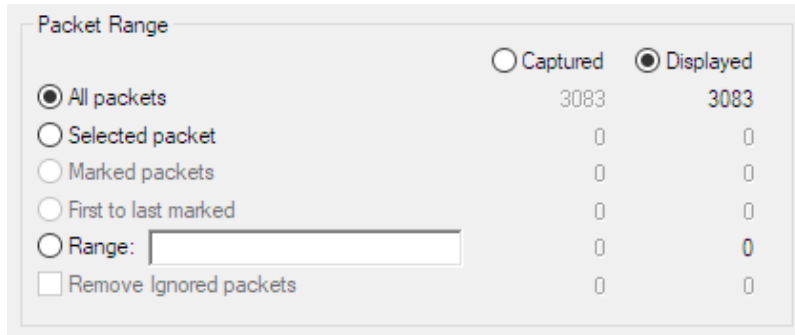 Packet Range
Captured Displayed
All packets 3083 3083
Selected packet 0 0
Marked packets 0 0
First to last marked 0 0
Range: 0 0
Remove Ignored packets 0 0